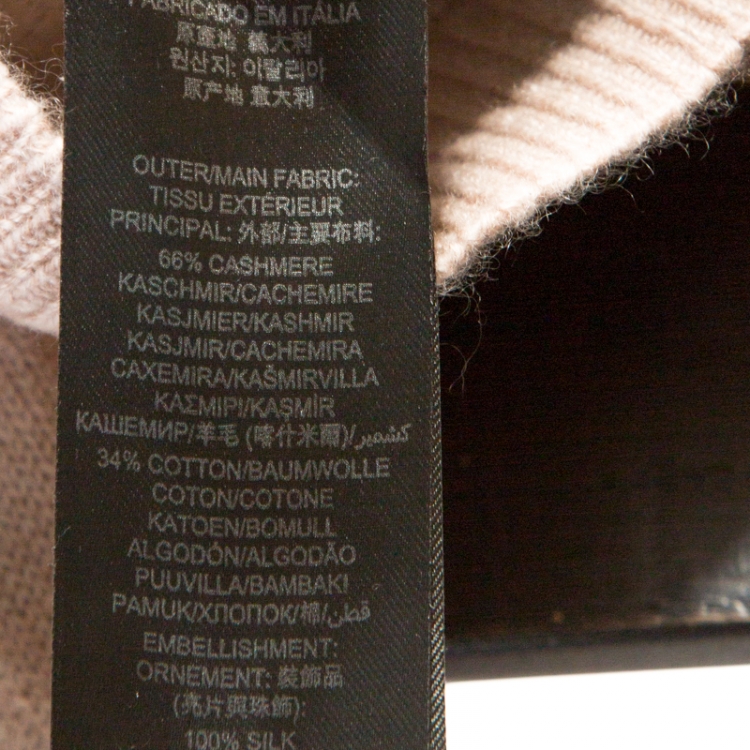 FABRICADO EM ITÁLIA
原產地 義大利
원산지: 이탈리아
原产地 意大利
OUTER/MAIN FABRIC:
TISSU EXTÉRIEUR
PRINCIPAL: 外部/主要布料:
66% CASHMERE
KASCHMIR/CACHEMIRE
KASJMIER/KASHMIR
KASJMIR/CACHEMIRA
CAXEMIRA/KAŠMIRVILLA
ΚΑΣΜΙΡΙ/KAŞMİR
КАШЕМИР/羊毛 (喀什米爾)/كشمير
34% COTTON/BAUMWOLLE
COTON/COTONE
KATOEN/BOMULL
ALGODÓN/ALGODÃO
PUUVILLA/BAMBAKI
PAMUK/ХЛОПОК/棉/قطن
EMBELLISHMENT:
ORNEMENT: 裝飾品
(亮片與珠飾):
100% SILK